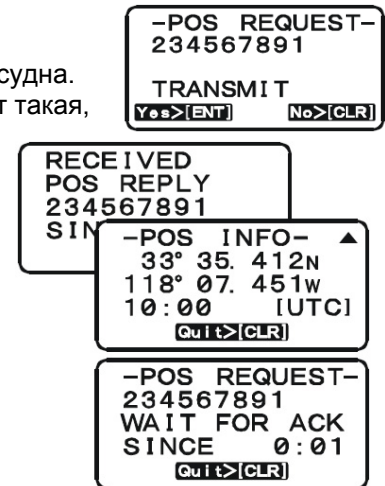 -POS REQUEST-
234567891
TRANSMIT
Yes>[ENT] No>[CLR]
судна.
т такая,
RECEIVED
POS REPLY
234567891
SIN
-POS INFO- ▲
33° 35. 412N
118° 07. 451W
10:00 [UTC]
Quit>[CLR]
-POS REQUEST-
234567891
WAIT FOR ACK
SINCE 0:01
Quit>[CLR]